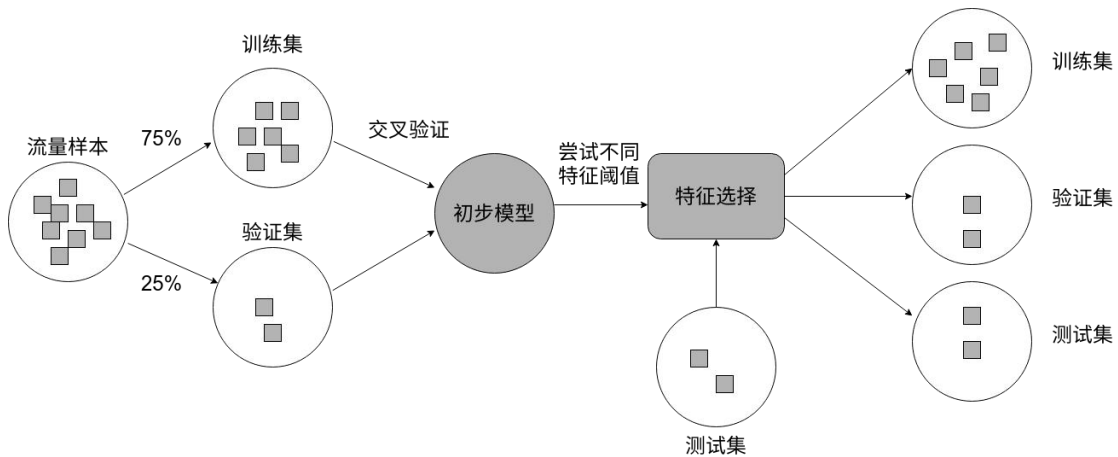 流量样本
75%
25%
训练集
验证集
交叉验证
初步模型
尝试不同
特征阈值
特征选择
测试集
训练集
验证集
测试集